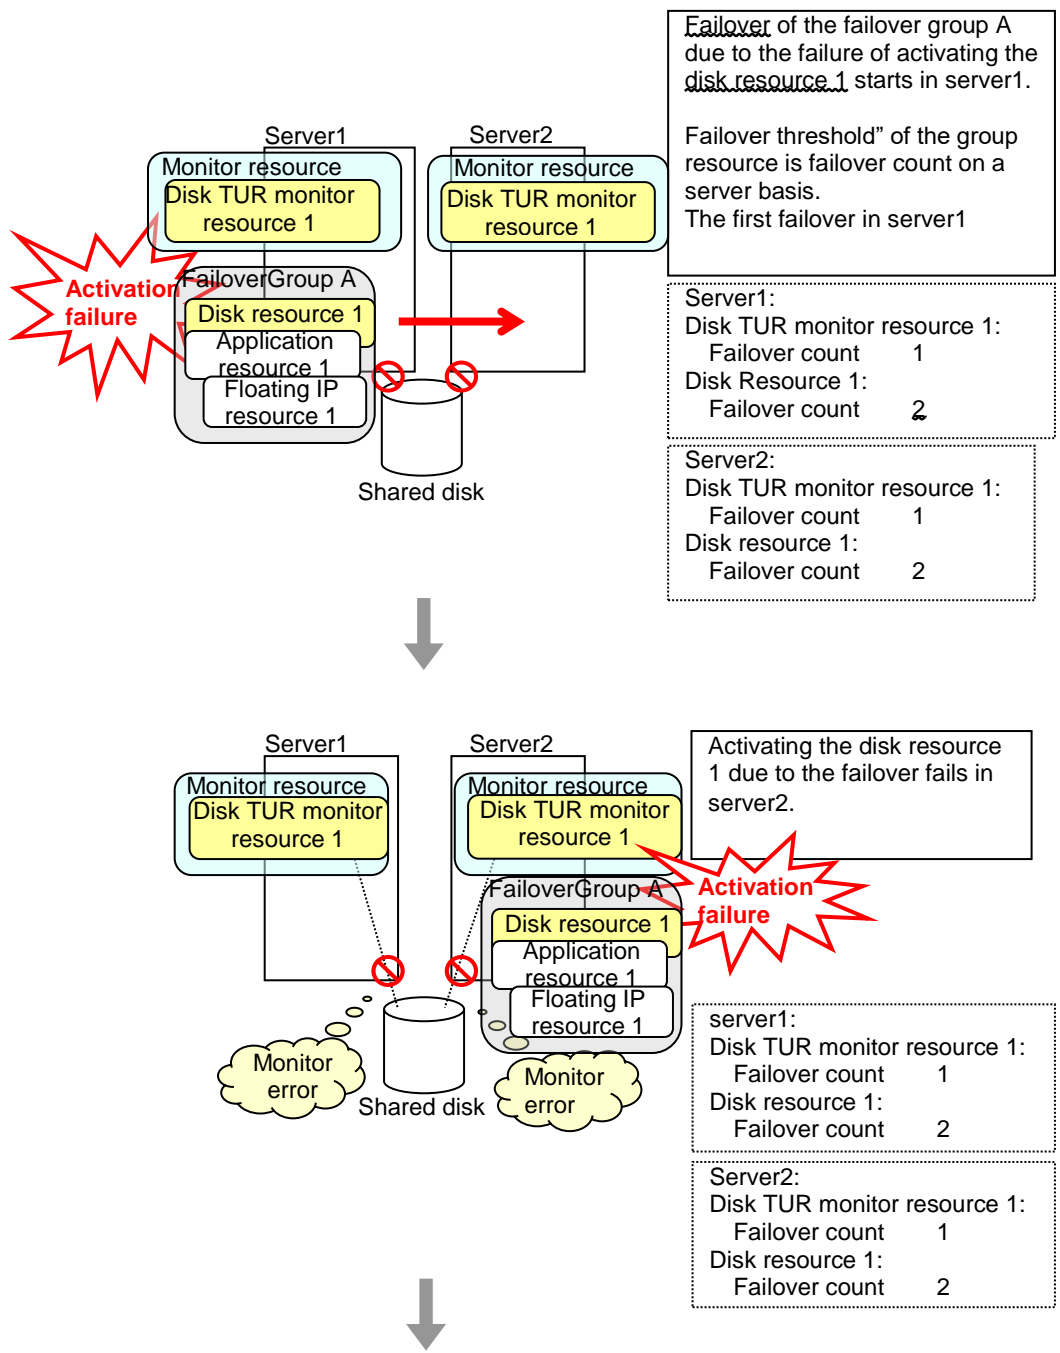 Failover of the failover group A
due to the failure of activating the
disk resource 1 starts in server1.
Failover threshold” of the group
resource is failover count on a
server basis.
The first failover in server1
Server1
Server2
Monitor resource
Disk TUR monitor
resource 1
Monitor resource
Disk TUR monitor
resource 1
Activation
failure
FailoverGroup A
Disk resource 1
Application
resource 1
Floating IP
resource 1
Shared disk
Server1:
Disk TUR monitor resource 1:
Failover count 1
Disk Resource 1:
Failover count 2
Server2:
Disk TUR monitor resource 1:
Failover count 1
Disk resource 1:
Failover count 2
Server1
Server2
Monitor resource
Disk TUR monitor
resource 1
Monitor resource
Disk TUR monitor
resource 1
Activating the disk resource
1 due to the failover fails in
server2.
FailoverGroup A
Activation
failure
Disk resource 1
Application
resource 1
Floating IP
resource 1
Monitor
error
Shared disk
Monitor
error
server1:
Disk TUR monitor resource 1:
Failover count 1
Disk resource 1:
Failover count 2
Server2:
Disk TUR monitor resource 1:
Failover count 1
Disk resource 1:
Failover count 2